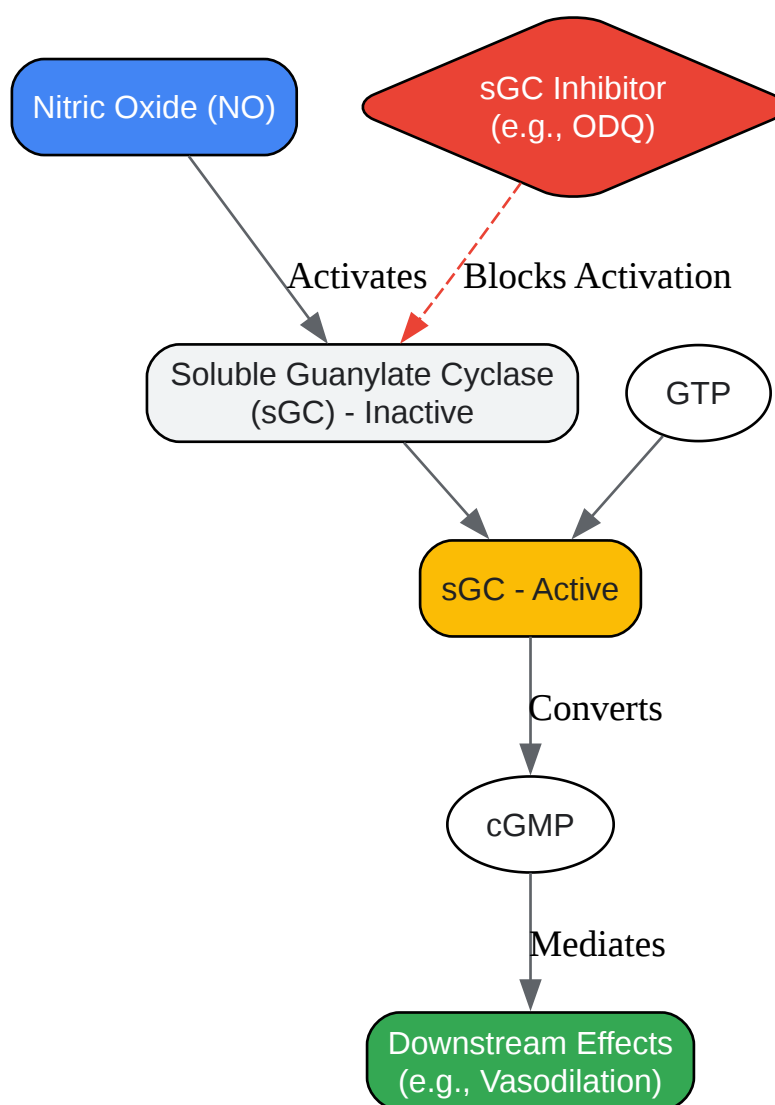 Nitric Oxide (NO)
sGC Inhibitor
(e.g., ODQ)
Activates
Blocks Activation
Soluble Guanylate Cyclase
(sGC) - Inactive
GTP
sGC - Active
Converts
cGMP
Mediates
Downstream Effects
(e.g., Vasodilation)